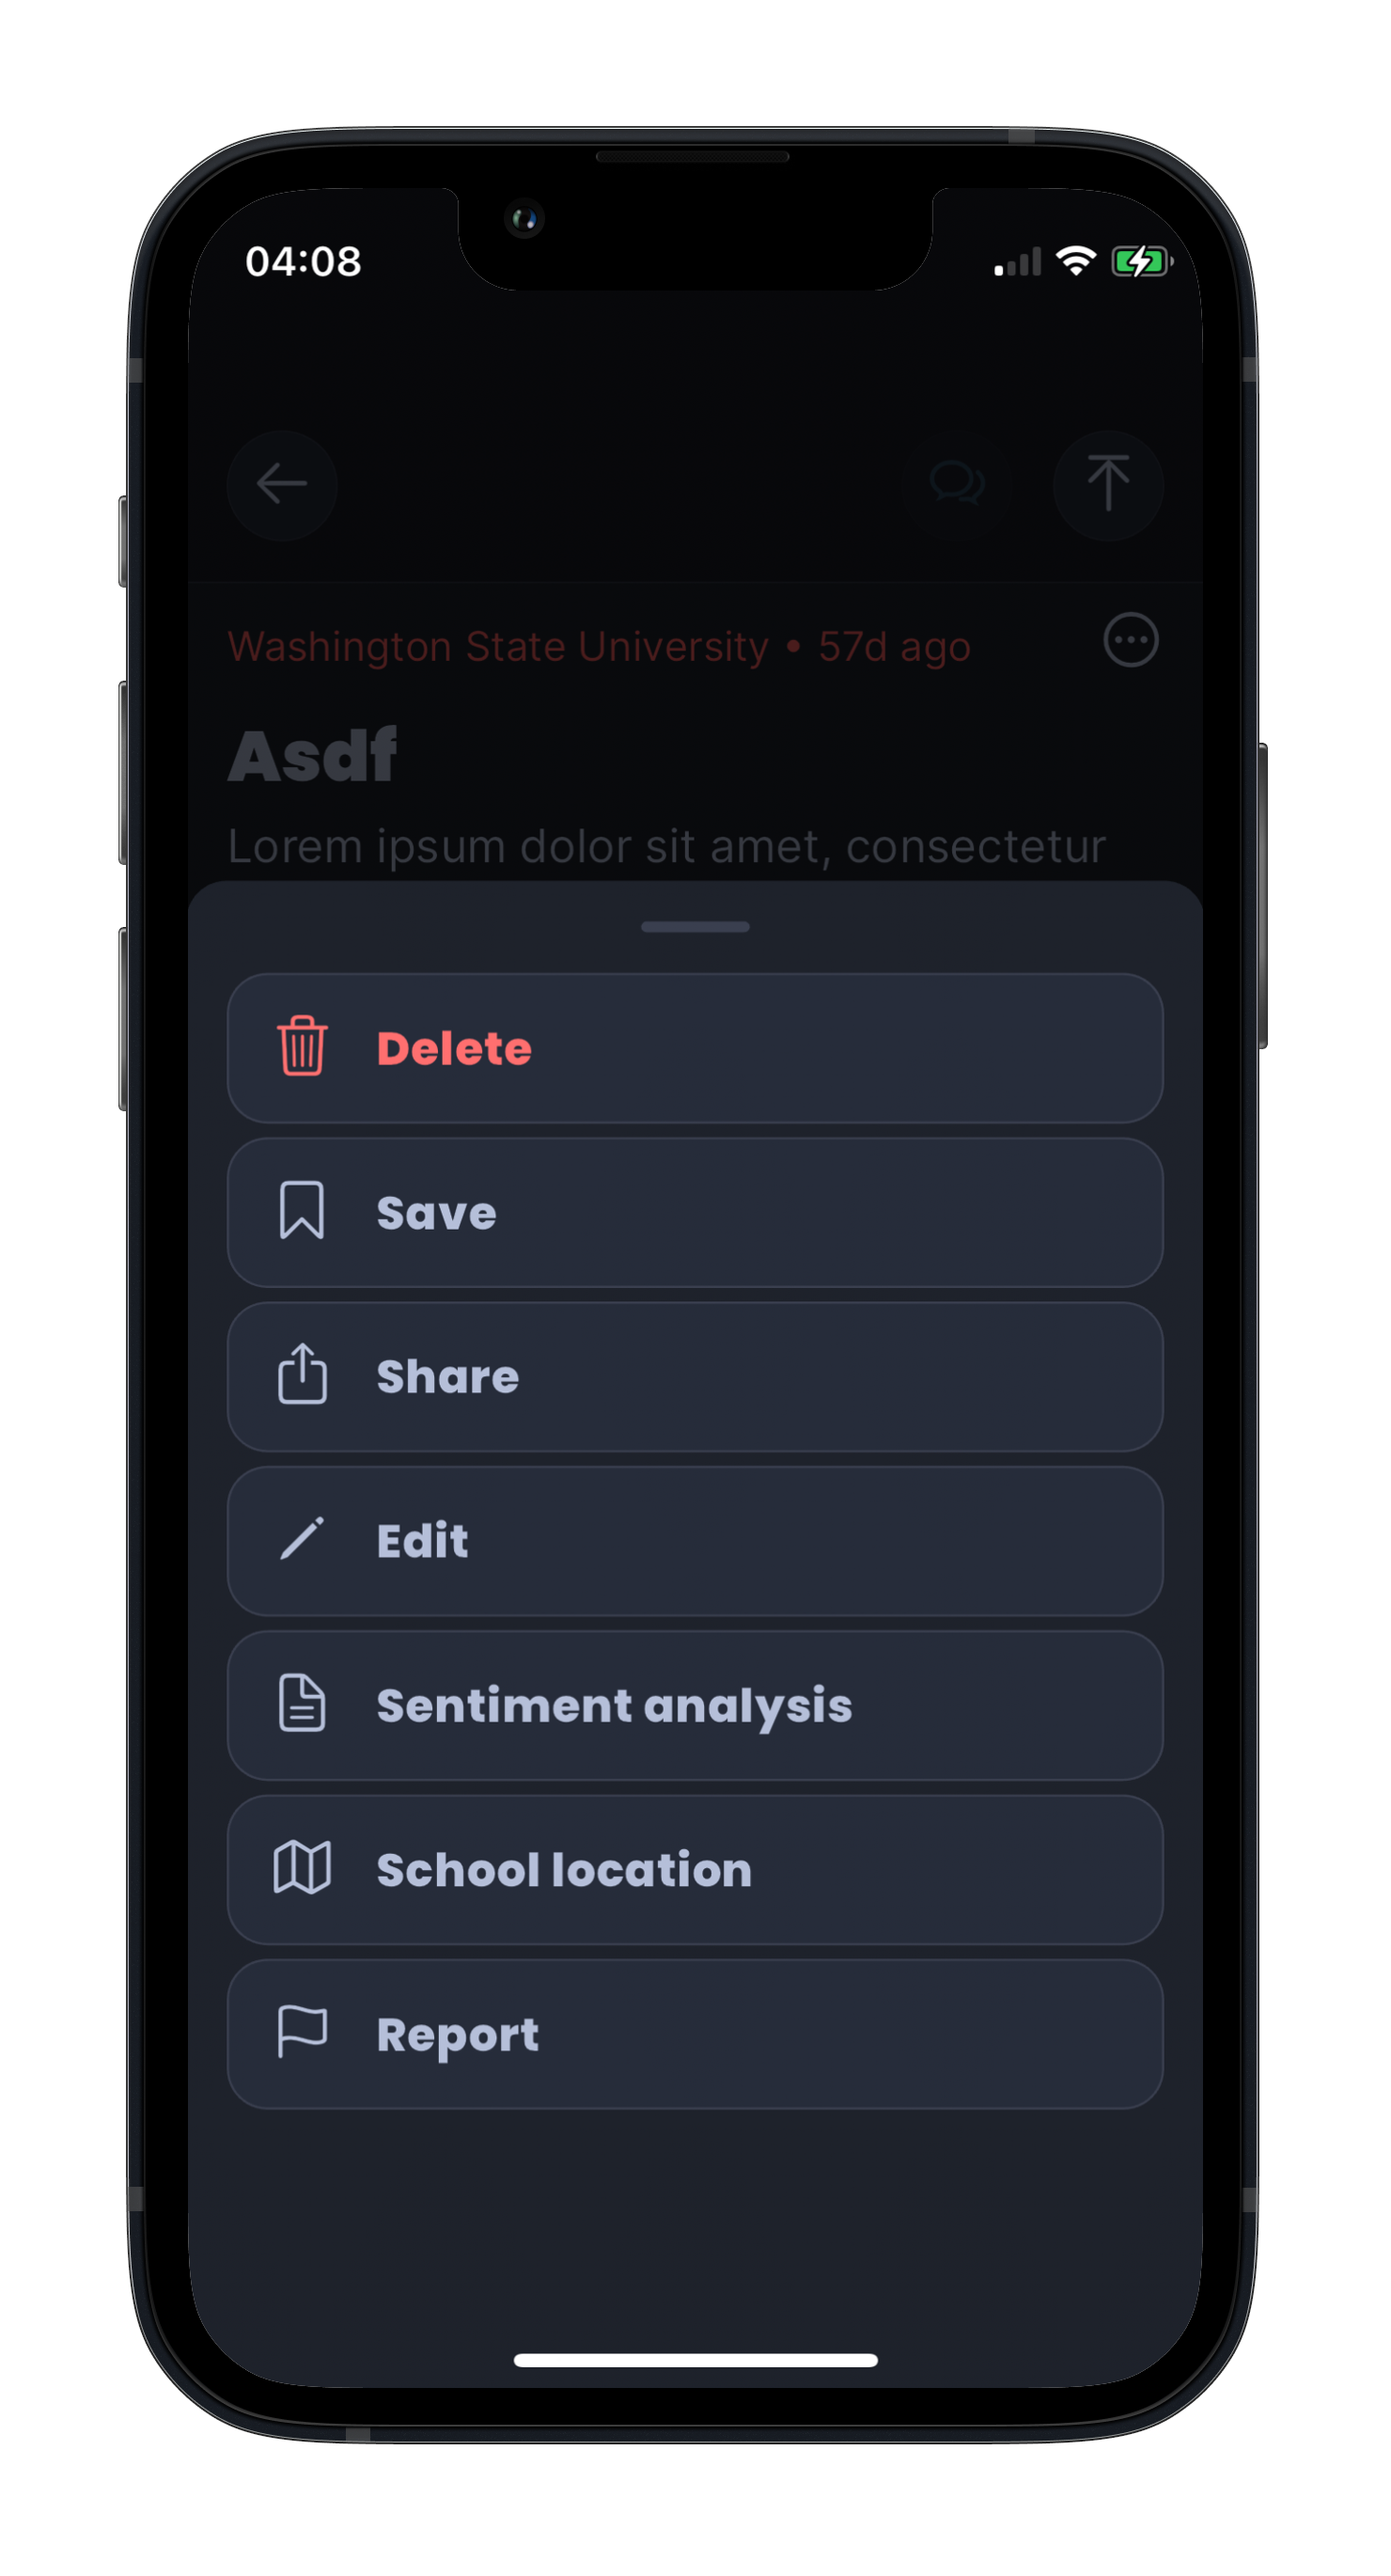 04:08
Washington State University • 57d ago
Asdf
Lorem ipsum dolor sit amet, consectetur
Delete
Save
Share
Edit
Sentiment analysis
School location
Report